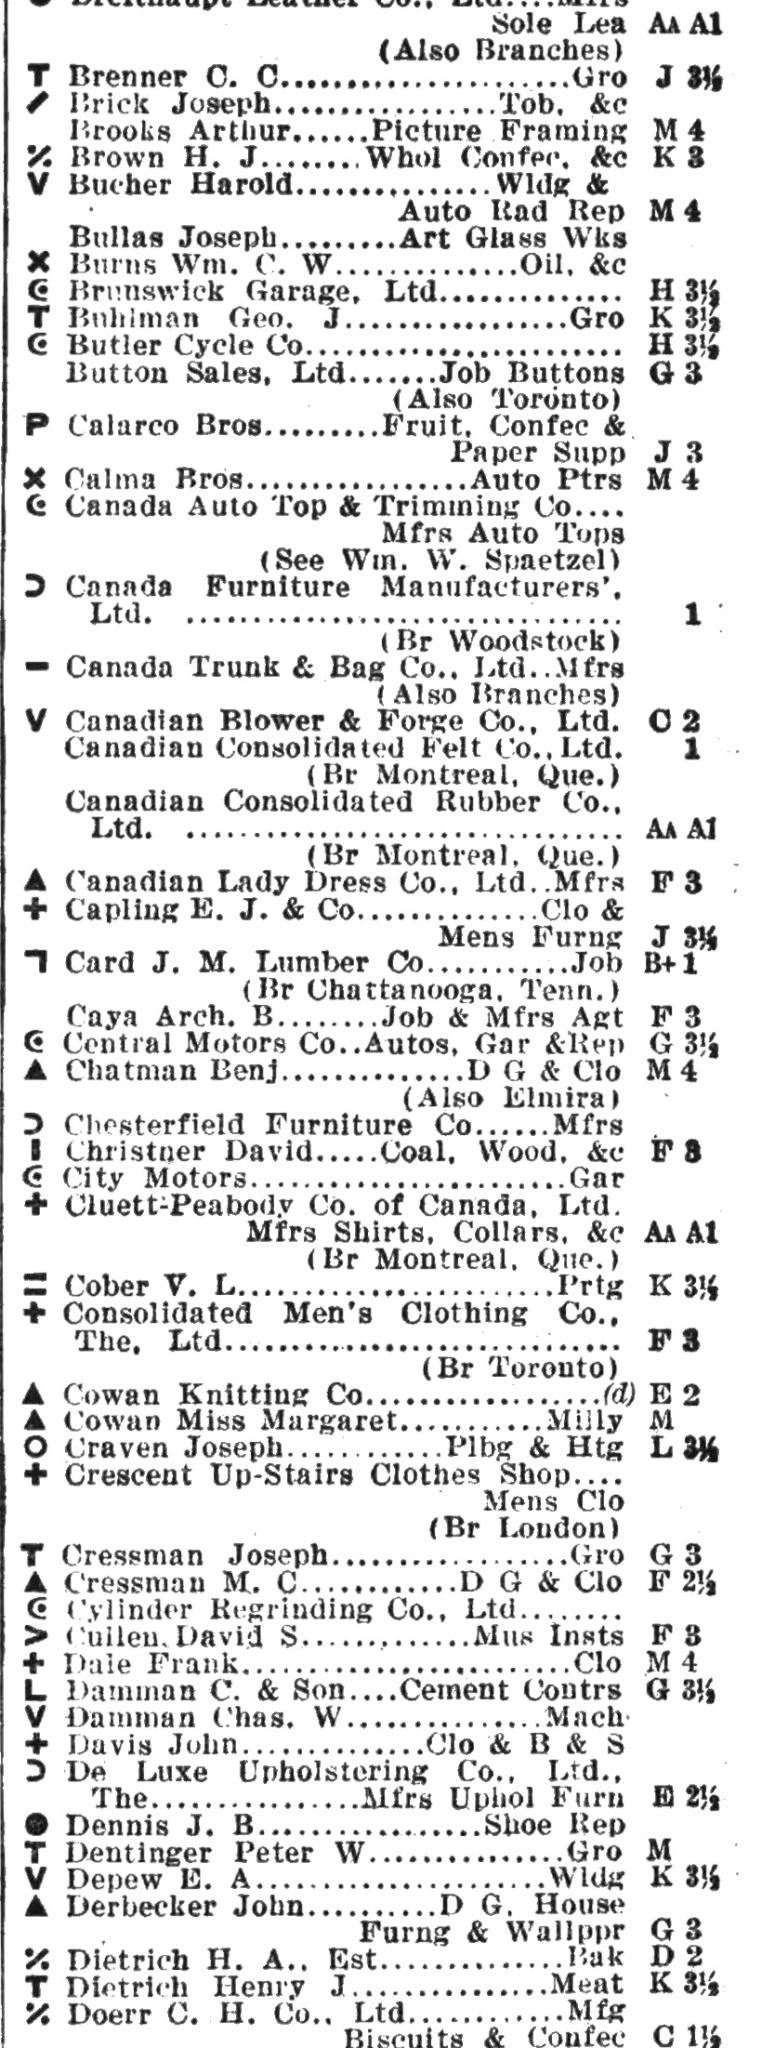 Breithaupt Leather Co., Ltd....Mfrs
Sole Lea AA A1
(Also Branches)
T Brenner C. C.......................Gro J 3½
Brick Joseph.................Tob, &c
Brooks Arthur......Picture Framing M 4
Brown H. J........Whol Confec, &c K 3
V Bucher Harold...............Wldg &
Auto Rad Rep M 4
Bullas Joseph.........Art Glass Wks
Burns Wm. C. W..............Oil, &c
Brunswick Garage, Ltd.............. H 3½
T Buhlman Geo. J.................Gro K 3½
Butler Cycle Co........................ H 3½
Button Sales, Ltd.......Job Buttons G 3
(Also Toronto)
P Calarco Bros.........Fruit, Confec &
Paper Supp J 3
Calma Bros.................Auto Ptrs M 4
Canada Auto Top & Trimming Co....
Mfrs Auto Tops
(See Wm. W. Spaetzel)
Canada Furniture Manufacturers',
Ltd. ................................. 1
(Br Woodstock)
Canada Trunk & Bag Co., Ltd..Mfrs
(Also Branches)
V Canadian Blower & Forge Co., Ltd. C 2
Canadian Consolidated Felt Co., Ltd. 1
(Br Montreal, Que.)
Canadian Consolidated Rubber Co.,
Ltd. ................................. AA A1
(Br Montreal, Que.)
▲ Canadian Lady Dress Co., Ltd..Mfrs F 3
+ Capling E. J. & Co..............Clo &
Mens Furng J 3½
Card J. M. Lumber Co...........Job B+ 1
(Br Chattanooga, Tenn.)
Caya Arch. B........Job & Mfrs Agt F 3
Central Motors Co..Autos, Gar &Rep G 3½
▲ Chatman Benj..............D G & Clo M 4
(Also Elmira)
Chesterfield Furniture Co......Mfrs
Christner David.....Coal, Wood, &c F 3
City Motors........................Gar
+ Cluett-Peabody Co. of Canada, Ltd.
Mfrs Shirts, Collars, &c AA A1
(Br Montreal, Que.)
Cober V. L........................Prtg K 3½
+ Consolidated Men's Clothing Co.,
The, Ltd.............................. F 3
(Br Toronto)
▲ Cowan Knitting Co..................(d) E 2
▲ Cowan Miss Margaret...........Milly M
O Craven Joseph............Plbg & Htg L 3½
+ Crescent Up-Stairs Clothes Shop....
Mens Clo
(Br London)
T Cressman Joseph..................Gro G 3
▲ Cressman M. C............D G & Clo F 2½
Cylinder Regrinding Co., Ltd........
> Cullen, David S.............Mus Insts F 3
+ Dale Frank.........................Clo M 4
L Damman C. & Son....Cement Contrs G 3½
V Damman Chas. W...............Mach
+ Davis John..............Clo & B & S
De Luxe Upholstering Co., Ltd.,
The................Mfrs Uphol Furn E 2½
● Dennis J. B.................Shoe Rep
T Dentinger Peter W...............Gro M
V Depew E. A......................Wldg K 3½
▲ Derbecker John..........D G, House
Furng & Wallppr G 3
Dietrich H. A., Est..............Bak D 2
T Dietrich Henry J...............Meat K 3½
Doerr C. H. Co., Ltd............Mfg
Biscuits & Confec C 1½